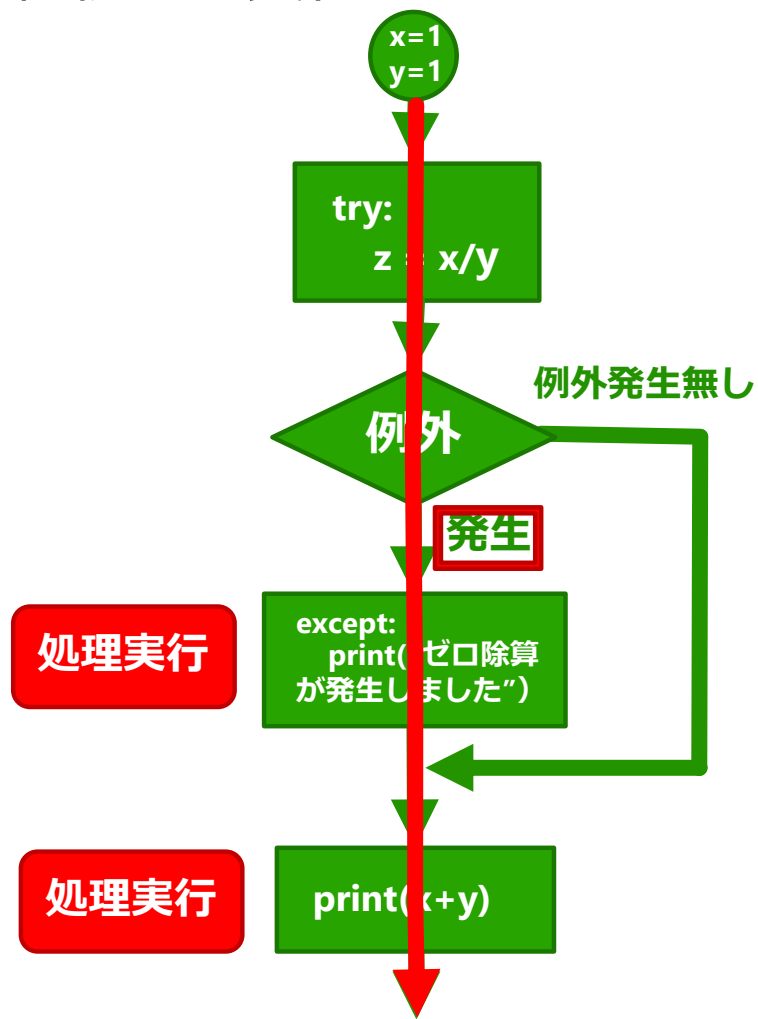 x=1
y=1
try:
z = x/y
例外
例外発生無し
発生
except:
print(“ゼロ除算
が発生しました”)
処理実行
print(x+y)
処理実行